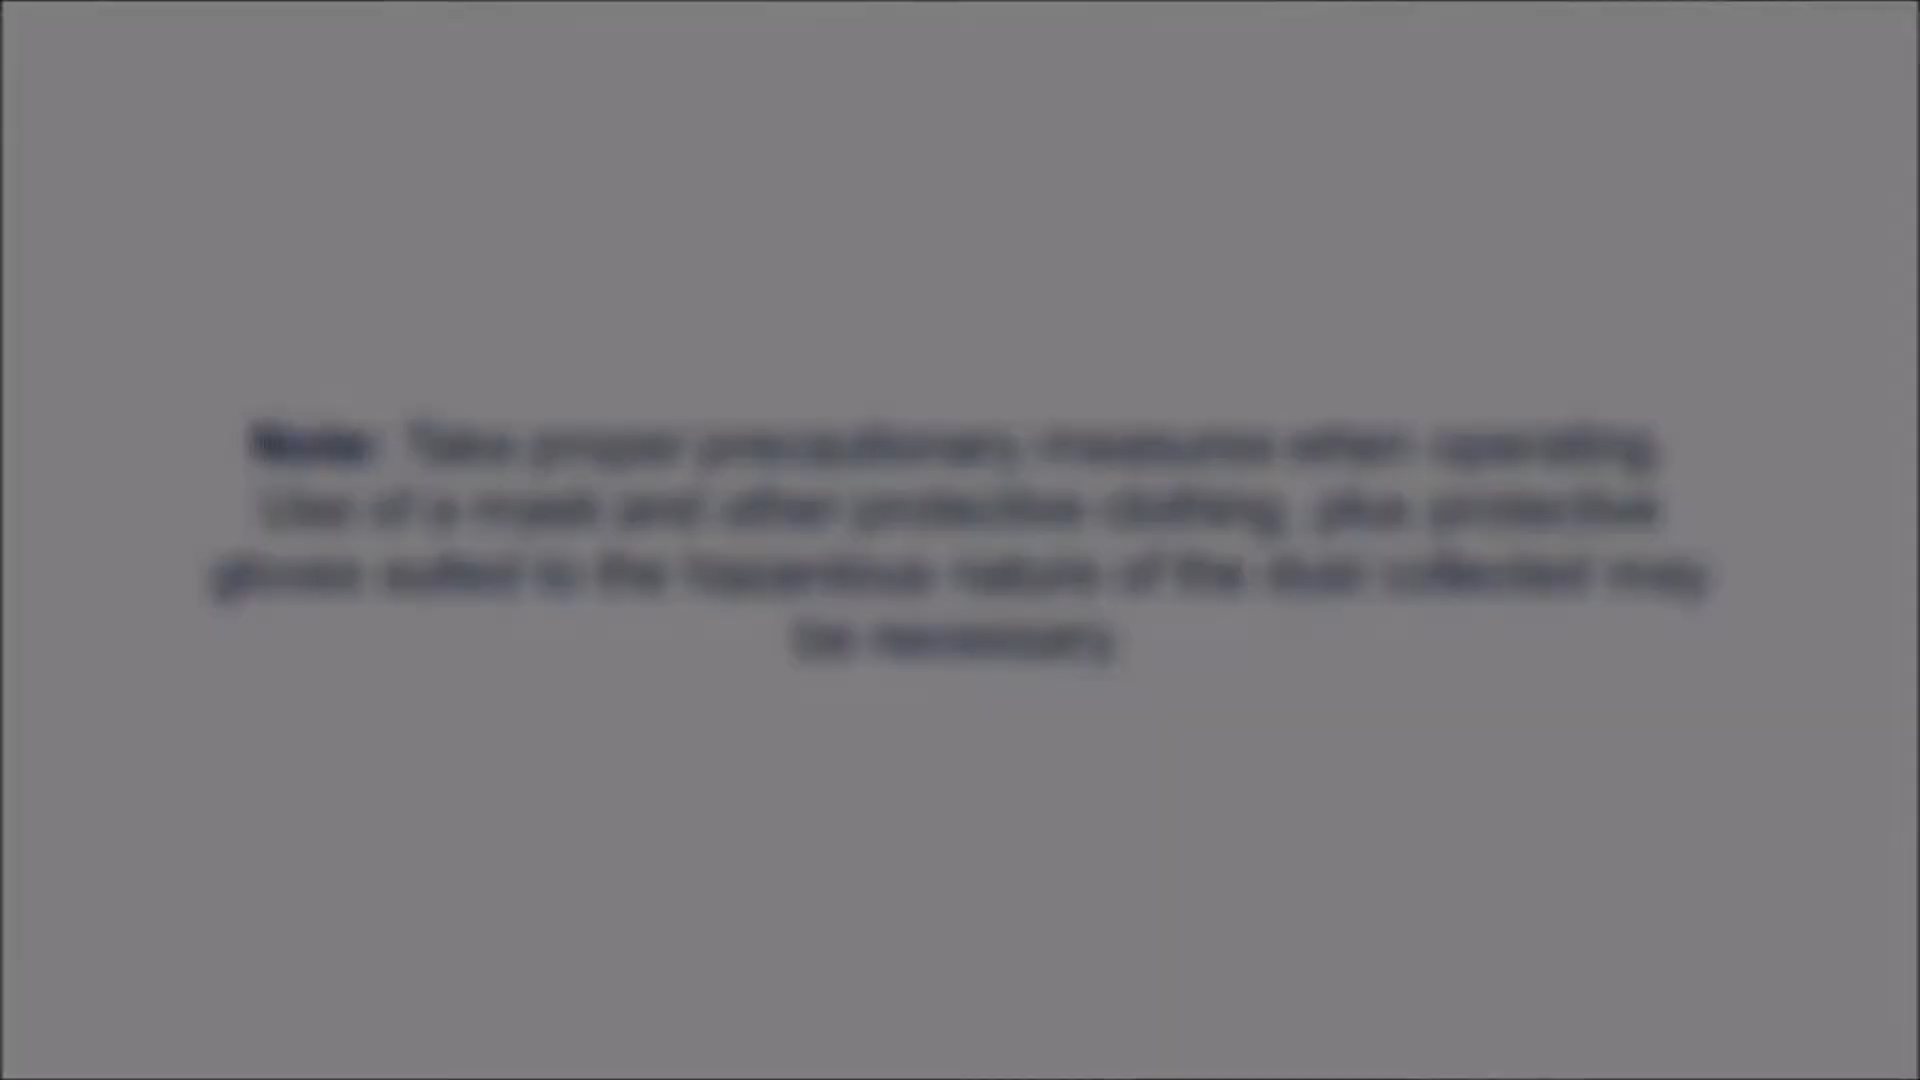 Note: Take proper precautionary measures when operating.
Use of a mask and other protective clothing, plus protective
gloves suited to the hazardous nature of the dust collected may
be necessary.